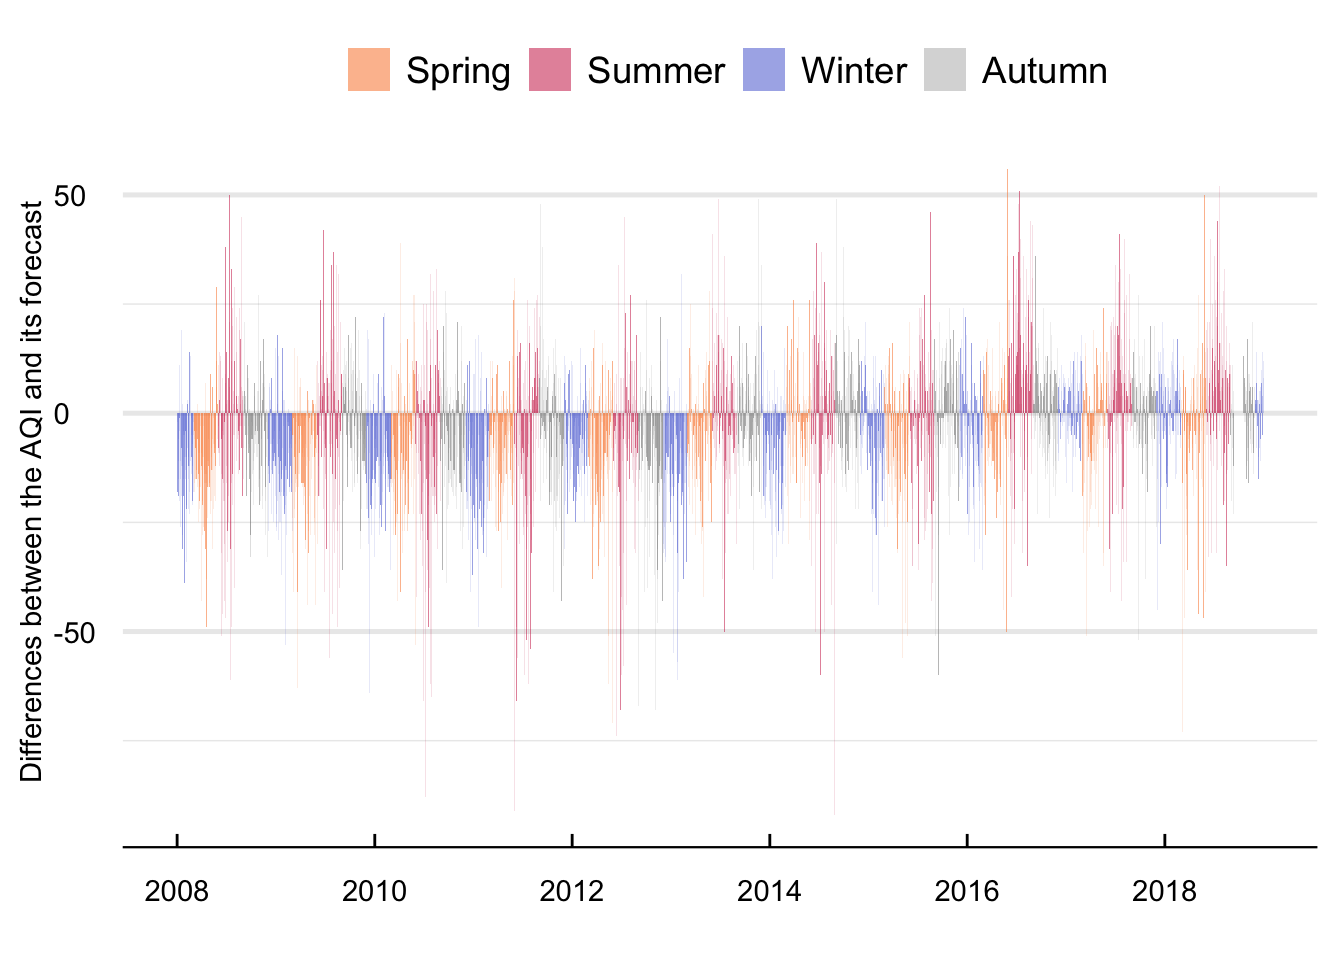 Spring Summer Winter Autumn
Differences between the AQI and its forecast
50
0
-50
2008 2010 2012 2014 2016 2018